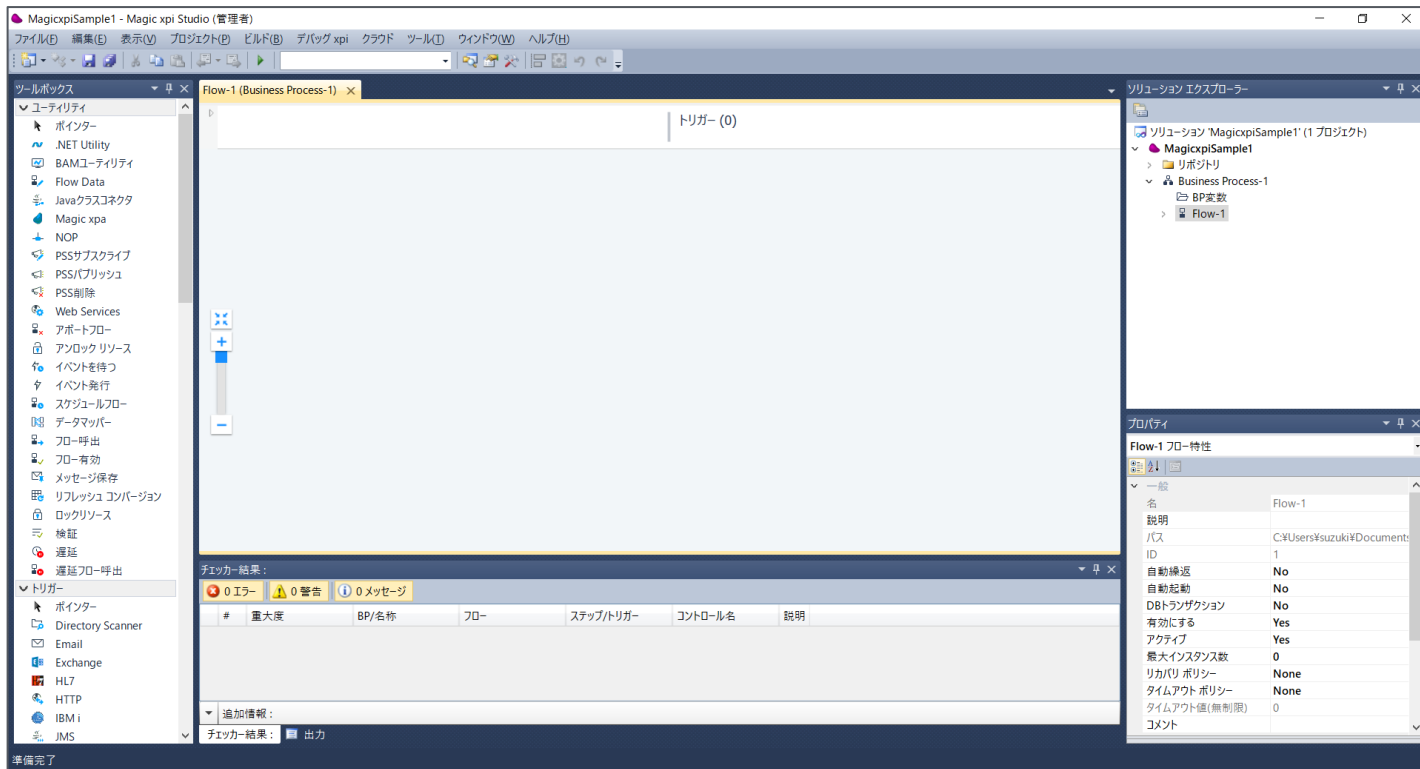 MagicxpiSample1 - Magic xpi Studio (管理者)
ファイル(F) 編集(E) 表示(V) プロジェクト(P) ビルド(B) デバッグ xpi クラウド ツール(T) ウィンドウ(W) ヘルプ(H)
ツールボックス
ユーティリティ
ポインター
.NET Utility
BAMユーティリティ
Flow Data
Javaクラスコネクタ
Magic xpa
NOP
PSSサブスクライブ
PSSパブリッシュ
PSS削除
Web Services
アボートフロー
アンロック リソース
イベントを待つ
イベント発行
スケジュールフロー
データマッパー
フロー呼出
フロー有効
メッセージ保存
リフレッシュ コンバージョン
ロックリソース
検証
遅延
遅延フロー呼出
トリガー
ポインター
Directory Scanner
Email
Exchange
HL7
HTTP
IBM i
JMS
Flow-1 (Business Process-1)
トリガー (0)
チェッカー結果 :
0 エラー 0 警告 0 メッセージ
# 重大度 BP/名称 フロー ステップ/トリガー コントロール名 説明
追加情報 :
チェッカー結果 : 出力
ソリューション エクスプローラー
ソリューション 'MagicxpiSample1' (1 プロジェクト)
MagicxpiSample1
リポジトリ
Business Process-1
BP変数
Flow-1
プロパティ
Flow-1 フロー特性
一般
名 Flow-1
説明
パス C:¥Users¥suzuki¥Documents
ID 1
自動繰返 No
自動起動 No
DBトランザクション No
有効にする Yes
アクティブ Yes
最大インスタンス数 0
リカバリ ポリシー None
タイムアウト ポリシー None
タイムアウト値(無制限) 0
コメント
準備完了